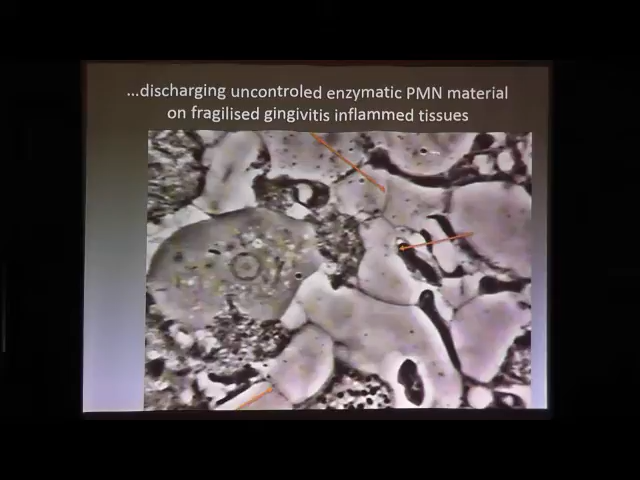 ...discharging uncontroled enzymatic PMN material
on fragilised gingivitis inflammed tissues